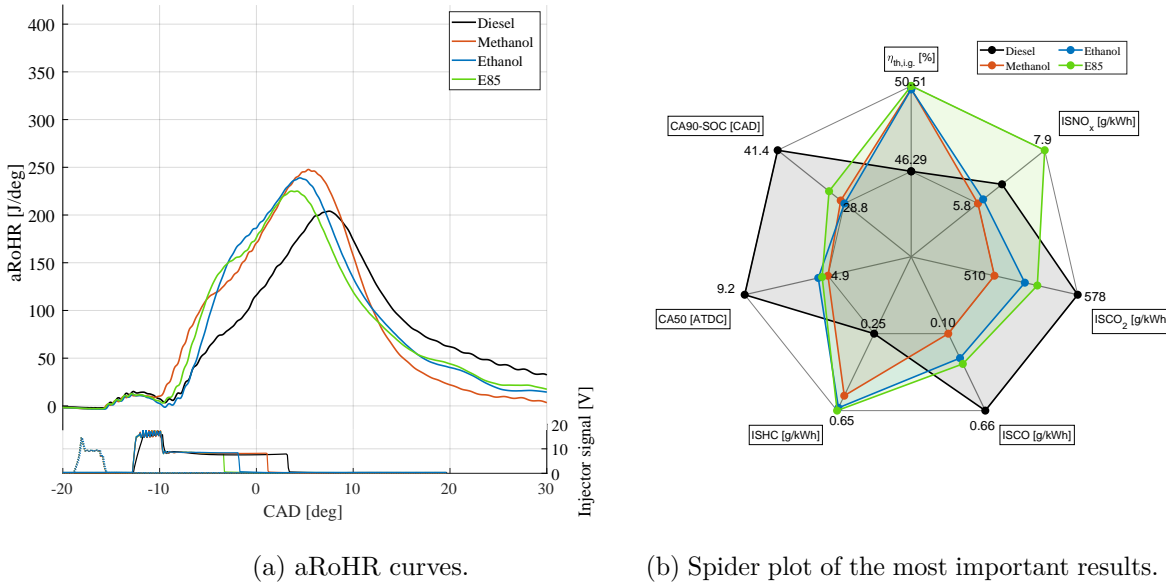 400
350
300
250
200
150
100
50
0
aRoHR [J/deg]
Diesel
Methanol
Ethanol
E85
20
10
0
Injector signal [V]
-20
-10
0
10
20
30
CAD [deg]
(a) aRoHR curves.
Diesel
Ethanol
Methanol
E85
η_th,i.g. [%]
50.51
46.29
ISNO_x [g/kWh]
7.9
5.8
CA90-SOC [CAD]
41.4
28.8
510
578
ISCO_2 [g/kWh
4.9
9.2
CA50 [ATDC]
0.25
0.10
0.65
ISHC [g/kWh]
0.66
ISCO [g/kWh]
(b) Spider plot of the most important results.